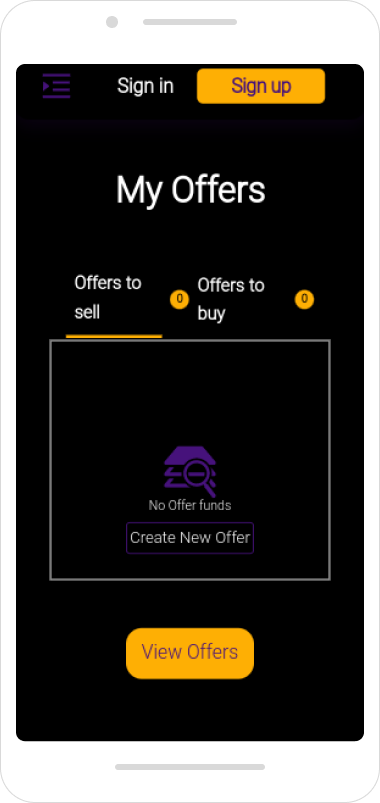 Sign in
Sign up
My Offers
Offers to
sell
0
Offers to
buy
0
No Offer funds
Create New Offer
View Offers